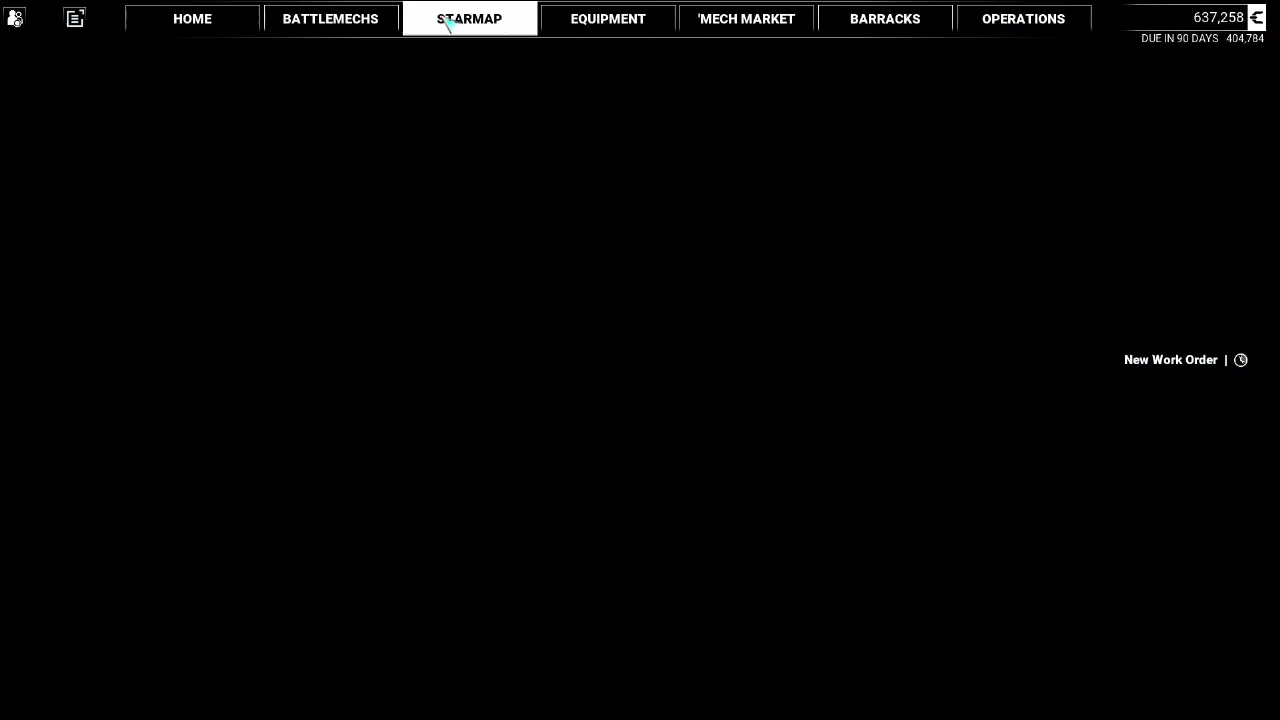 HOME BATTLEMECHS STARMAP EQUIPMENT 'MECH MARKET BARRACKS OPERATIONS 637,258
DUE IN 90 DAYS 404,784
New Work Order |